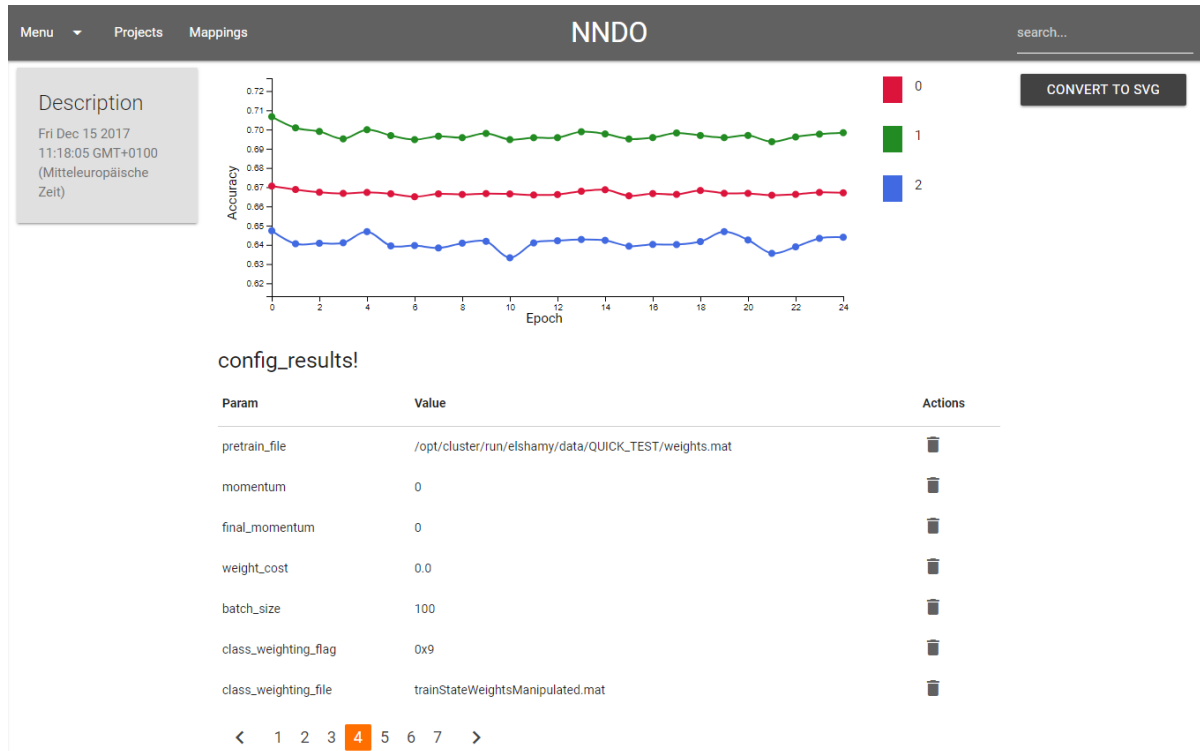 Menu Projects Mappings NNDO search...
Description
Fri Dec 15 2017
11:18:05 GMT+0100
(Mitteleuropäische
Zeit)
Accuracy
0.72
0.71
0.70
0.69
0.68
0.67
0.66
0.65
0.64
0.63
0.62
0 2 4 6 8 10 12 14 16 18 20 22 24
Epoch
0
1
2
CONVERT TO SVG
config_results!
Param Value Actions
pretrain_file /opt/cluster/run/elshamy/data/QUICK_TEST/weights.mat
momentum 0
final_momentum 0
weight_cost 0.0
batch_size 100
class_weighting_flag 0x9
class_weighting_file trainStateWeightsManipulated.mat
1 2 3 4 5 6 7